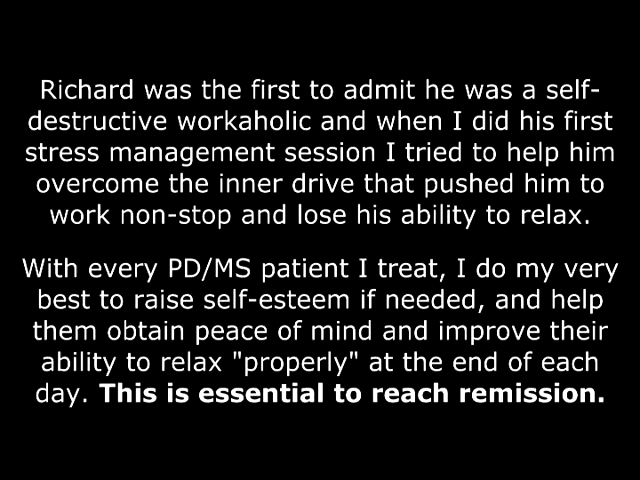 Richard was the first to admit he was a self-
destructive workaholic and when I did his first
stress management session I tried to help him
overcome the inner drive that pushed him to
work non-stop and lose his ability to relax.
With every PD/MS patient I treat, I do my very
best to raise self-esteem if needed, and help
them obtain peace of mind and improve their
ability to relax "properly" at the end of each
day. This is essential to reach remission.